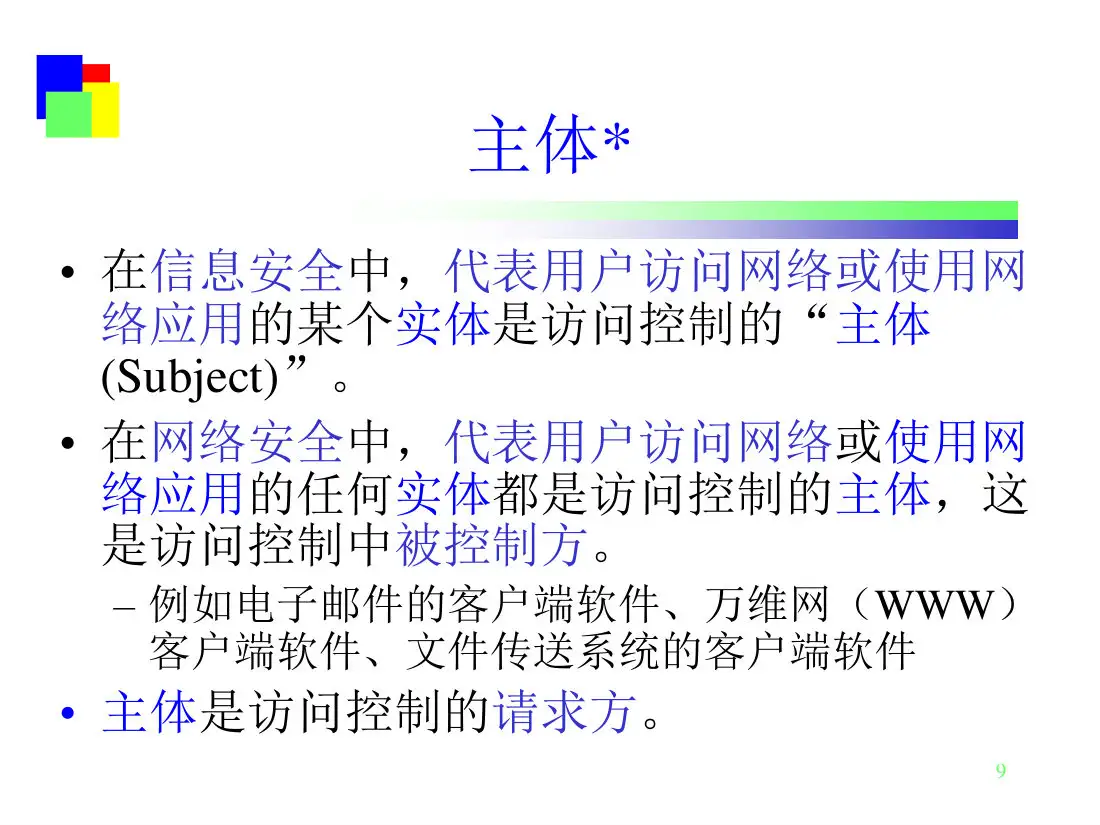 主体*
• 在信息安全中，代表用户访问网络或使用网
络应用的某个实体是访问控制的“主体
(Subject)”。
• 在网络安全中，代表用户访问网络或使用网
络应用的任何实体都是访问控制的主体，这
是访问控制中被控制方。
– 例如电子邮件的客户端软件、万维网（WWW）
客户端软件、文件传送系统的客户端软件
• 主体是访问控制的请求方。
9